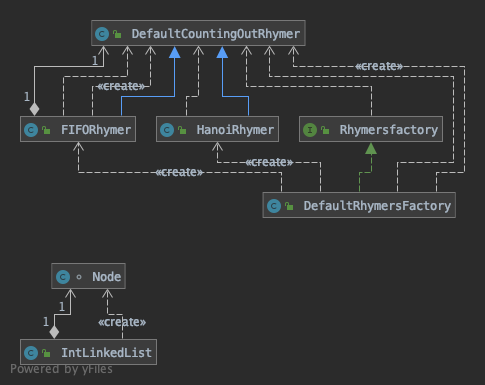 C DefaultCountingOutRhymer
1
«create»
1
«create»
C FIFORhymer
C HanoiRhymer
I Rhymersfactory
«create»
«create»
C DefaultRhymersFactory
C Node
1
1
«create»
C IntLinkedList
Powered by yFiles